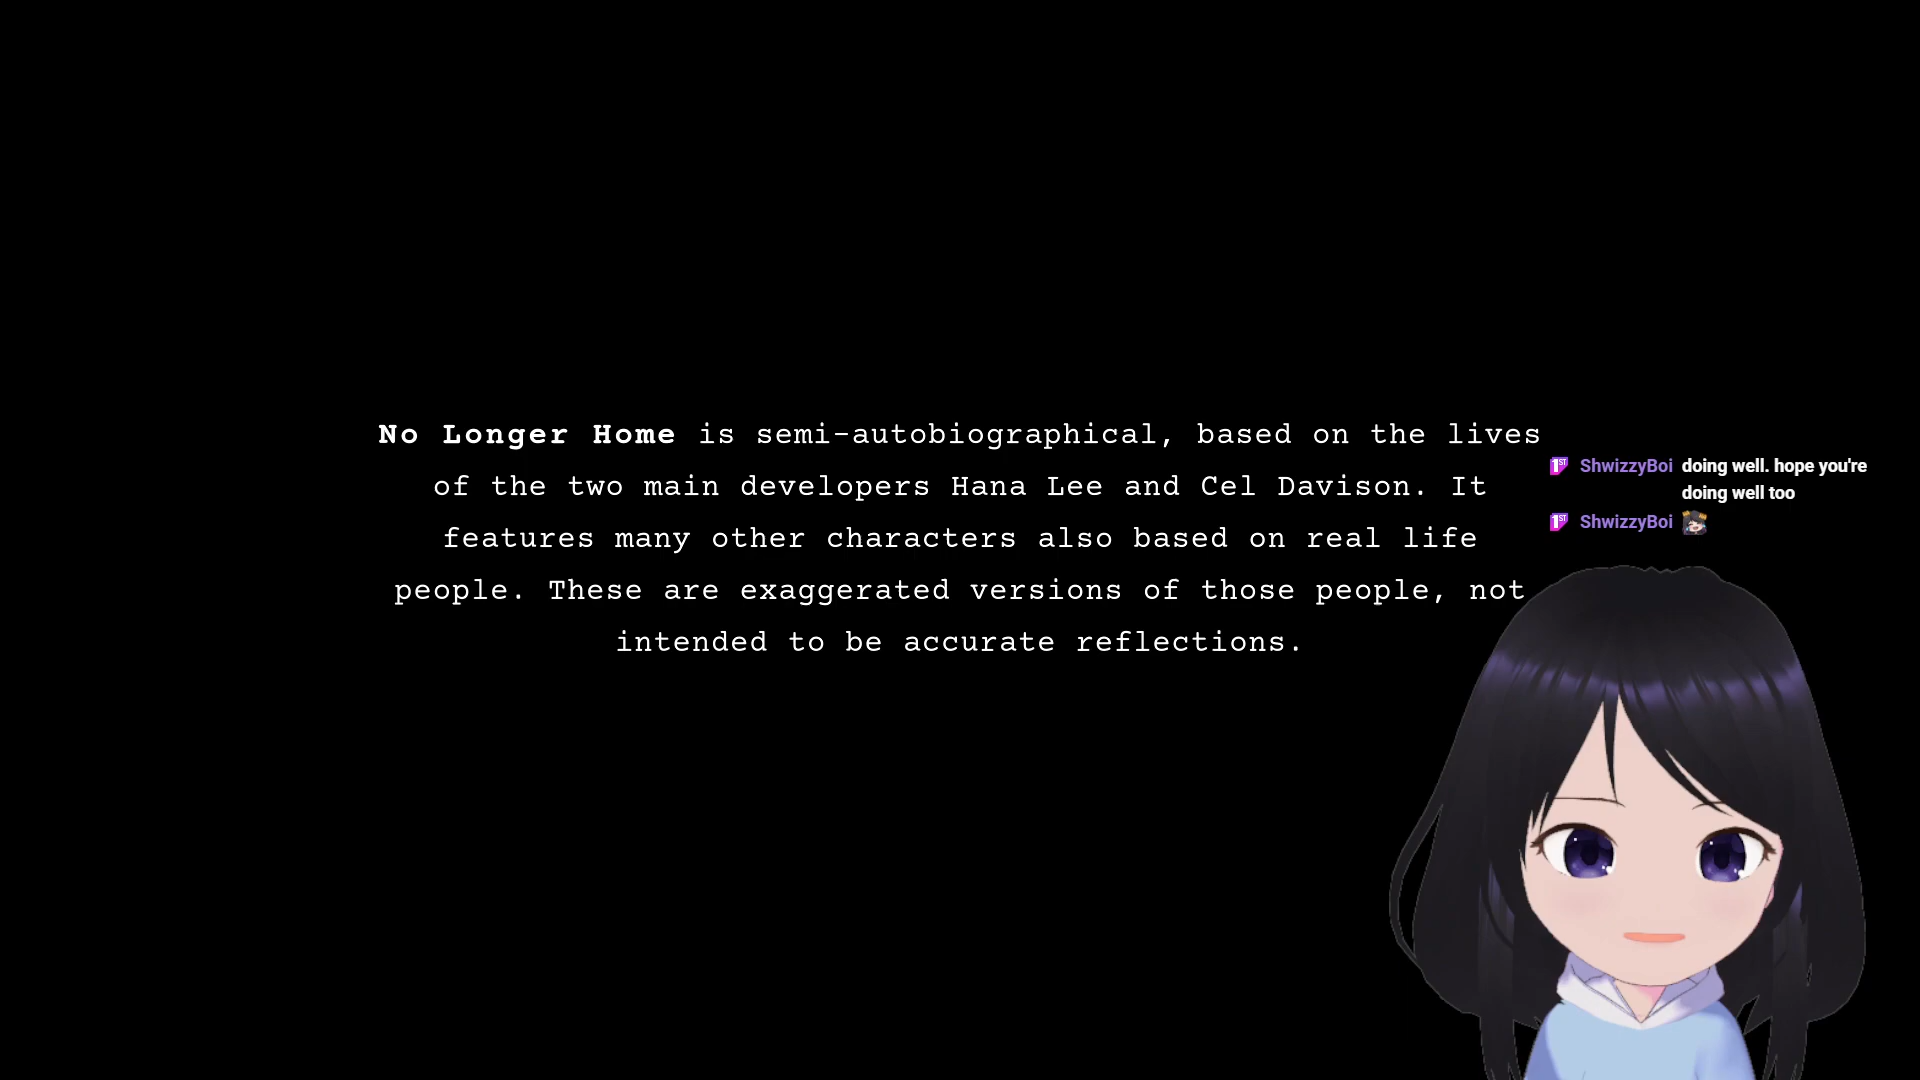 No Longer Home is semi-autobiographical, based on the lives
of the two main developers Hana Lee and Cel Davison. It
features many other characters also based on real life
people. These are exaggerated versions of those people, not
intended to be accurate reflections.
1ST ShwizzyBoi doing well. hope you're
doing well too
1ST ShwizzyBoi